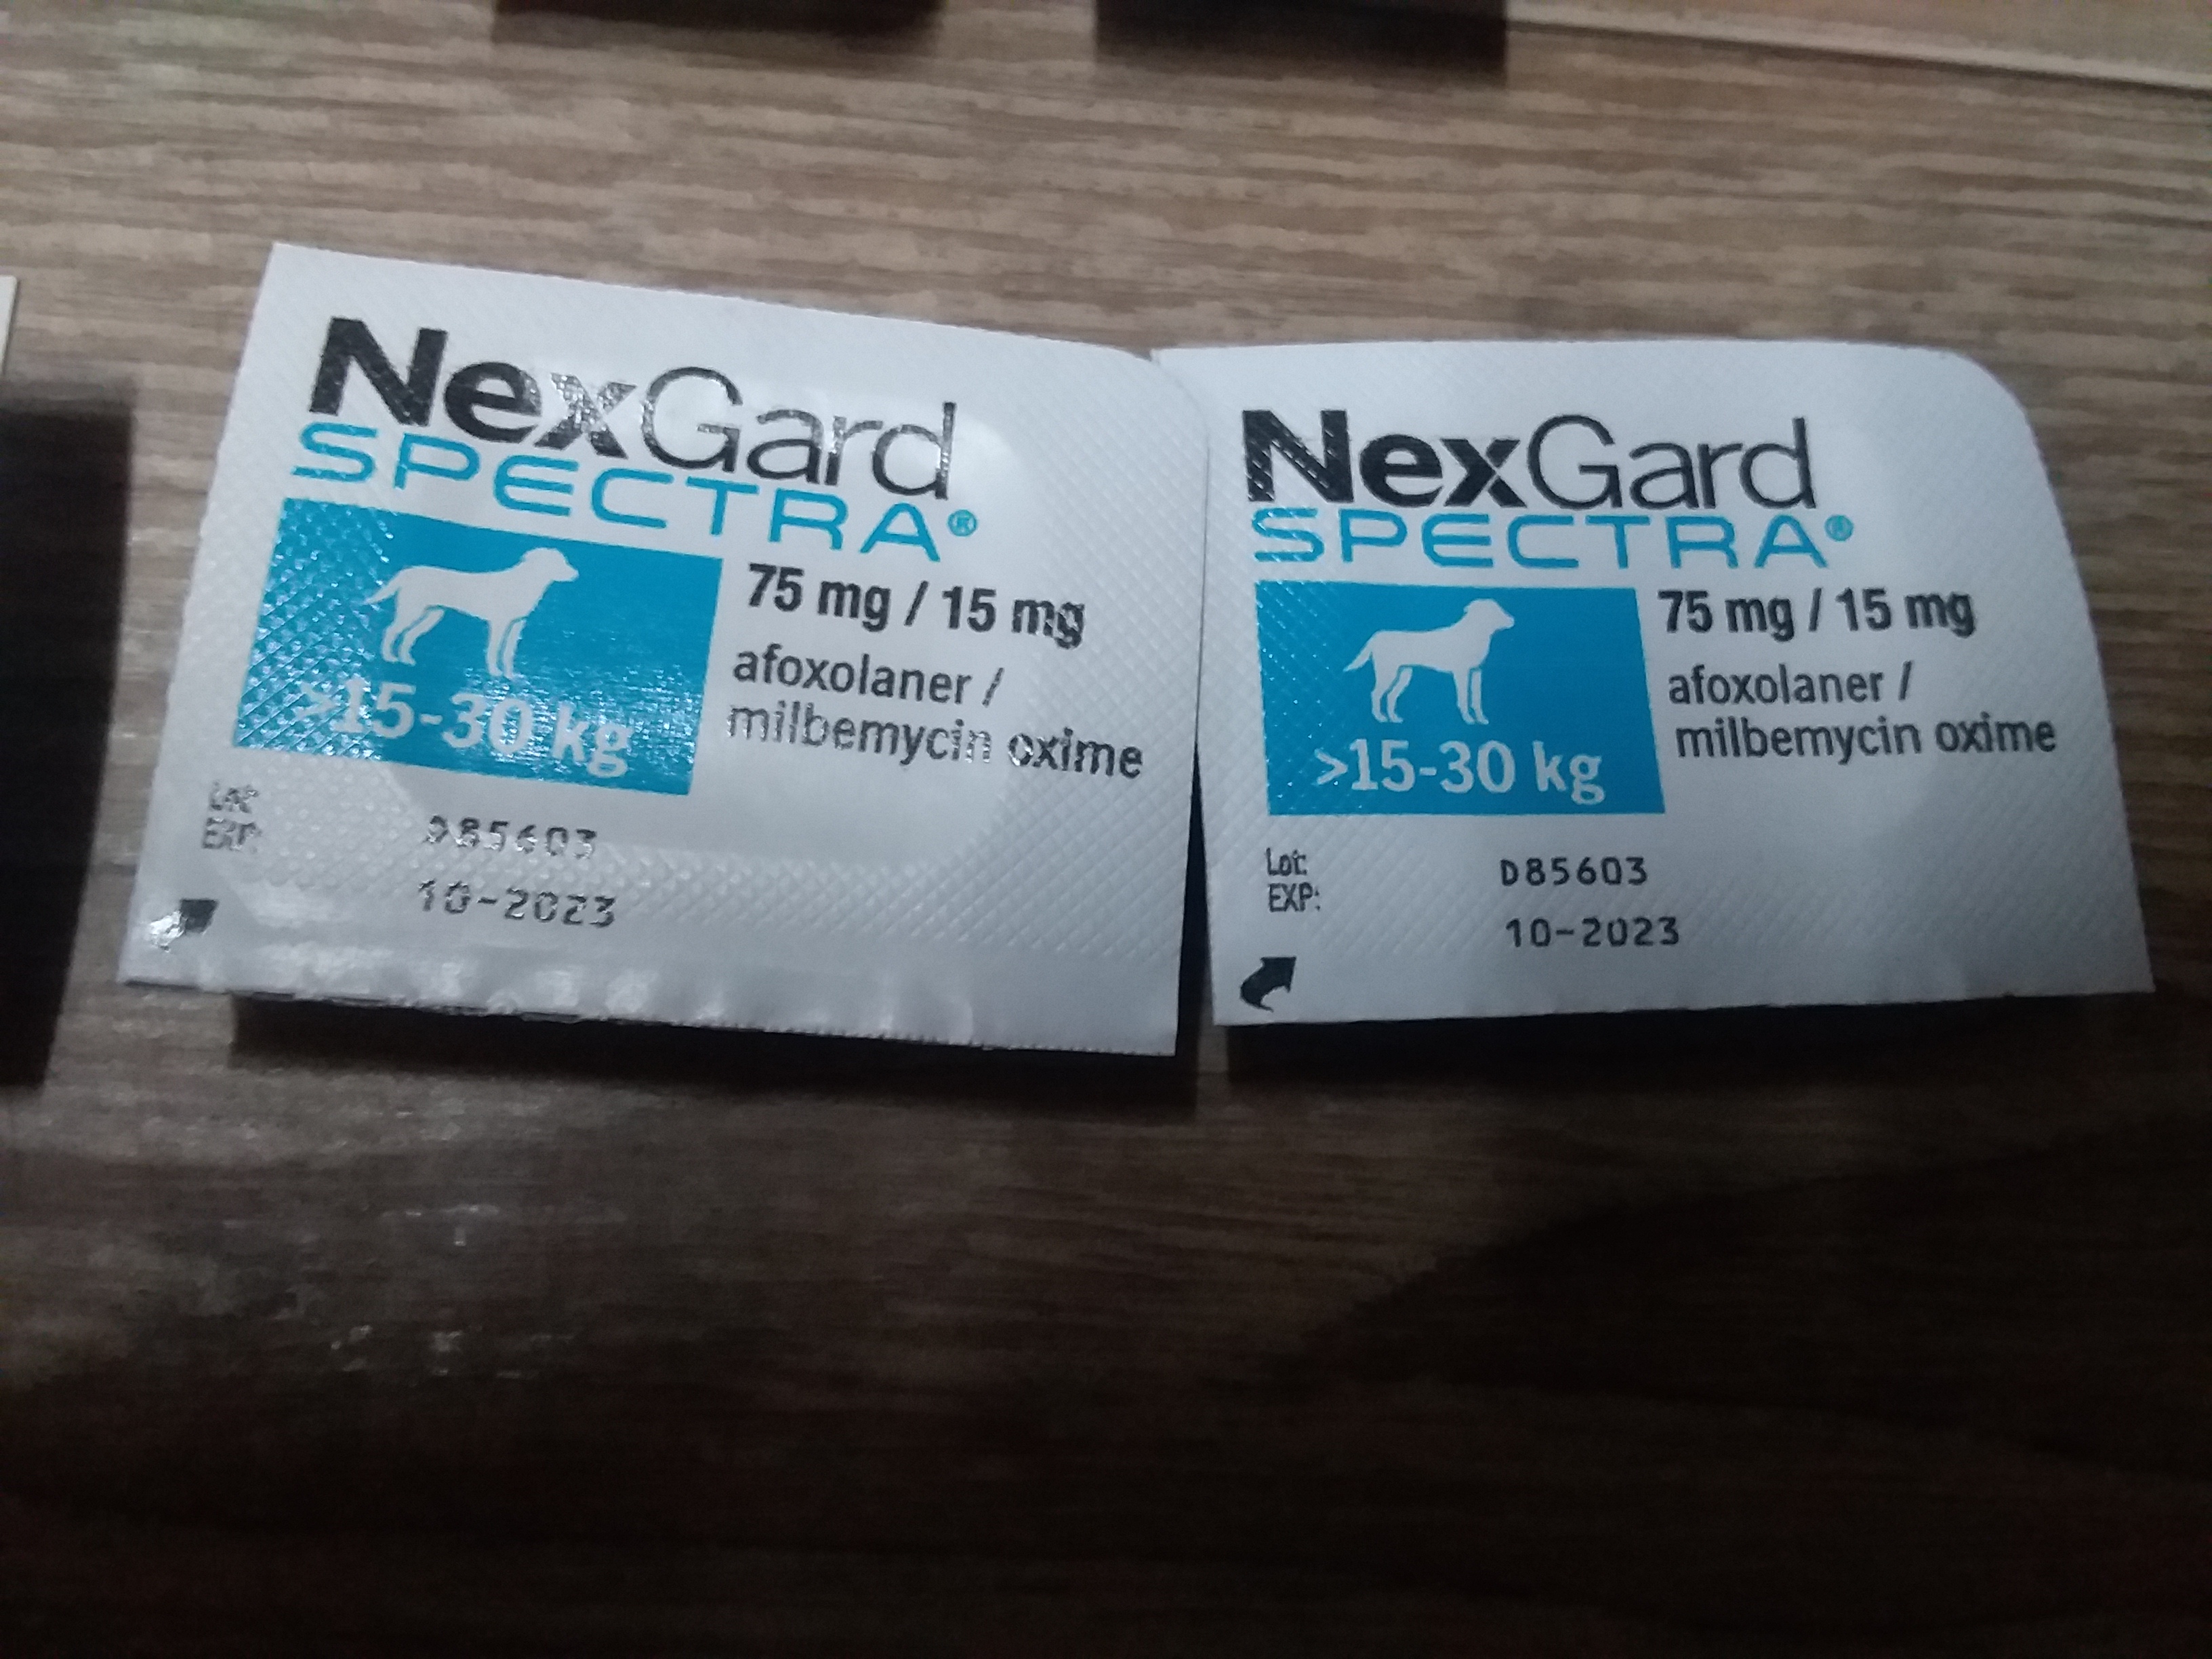 NexGard
SPECTRA®
>15-30 kg
75 mg / 15 mg
afoxolaner /
milbemycin oxime
Lot:
EXP:
D85603
10-2023
NexGard
SPECTRA®
>15-30 kg
75 mg / 15 mg
afoxolaner /
milbemycin oxime
Lot:
EXP:
D85603
10-2023